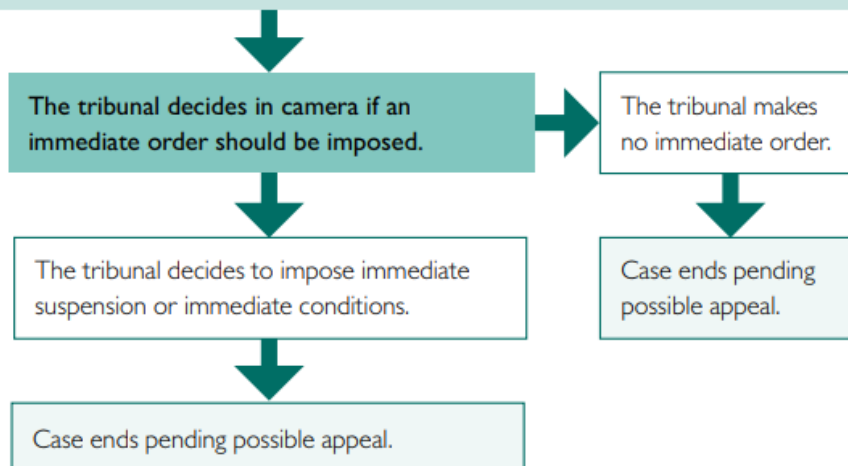 The tribunal decides in camera if an
immediate order should be imposed.
The tribunal makes
no immediate order.
The tribunal decides to impose immediate
suspension or immediate conditions.
Case ends pending
possible appeal.
Case ends pending possible appeal.